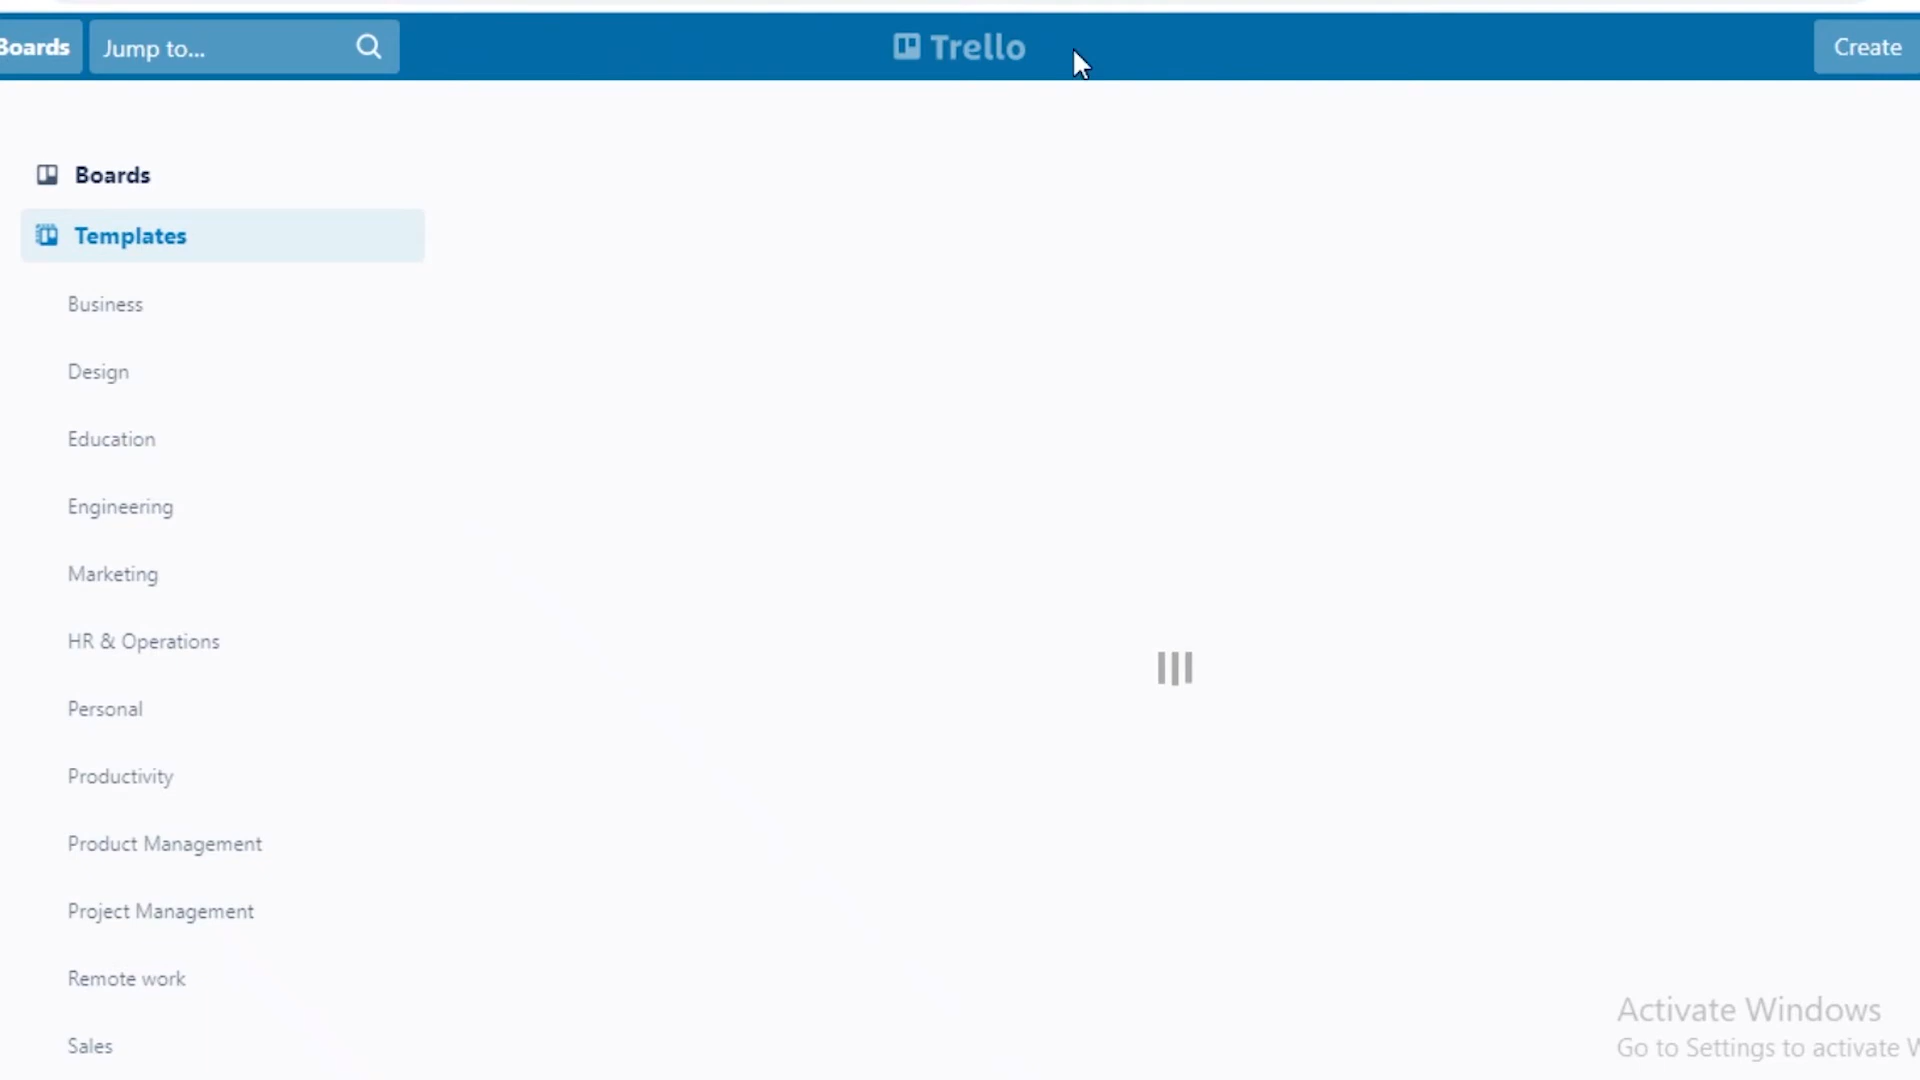 Boards
Jump to...
Trello
Create
Boards
Templates
Business
Design
Education
Engineering
Marketing
HR & Operations
Personal
Productivity
Product Management
Project Management
Remote work
Sales
Activate Windows
Go to Settings to activate